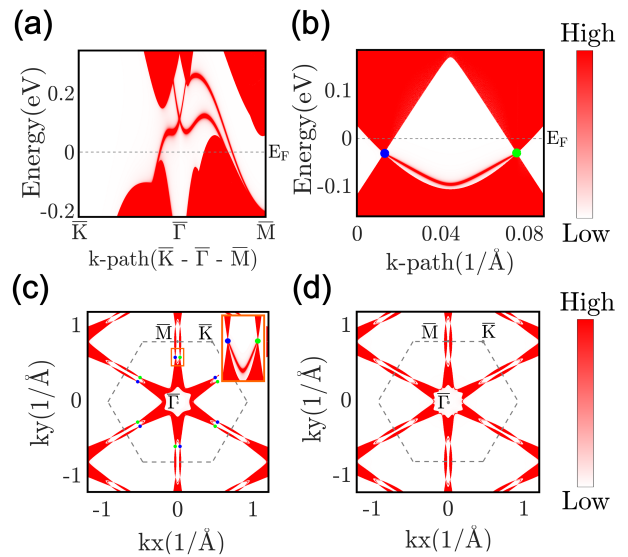 (a)
Energy(eV)
0.2
0
-0.2
E_F
K̅ Γ̅ M̅
k-path(K̅ - Γ̅ - M̅)
(b)
Energy(eV)
0.1
0
-0.1
E_F
0 0.04 0.08
k-path(1/Å)
High
Low
(c)
ky(1/Å)
1
0
-1
M̅ K̅
Γ̅
-1 0 1
kx(1/Å)
(d)
ky(1/Å)
1
0
-1
M̅ K̅
Γ̅
-1 0 1
kx(1/Å)
High
Low